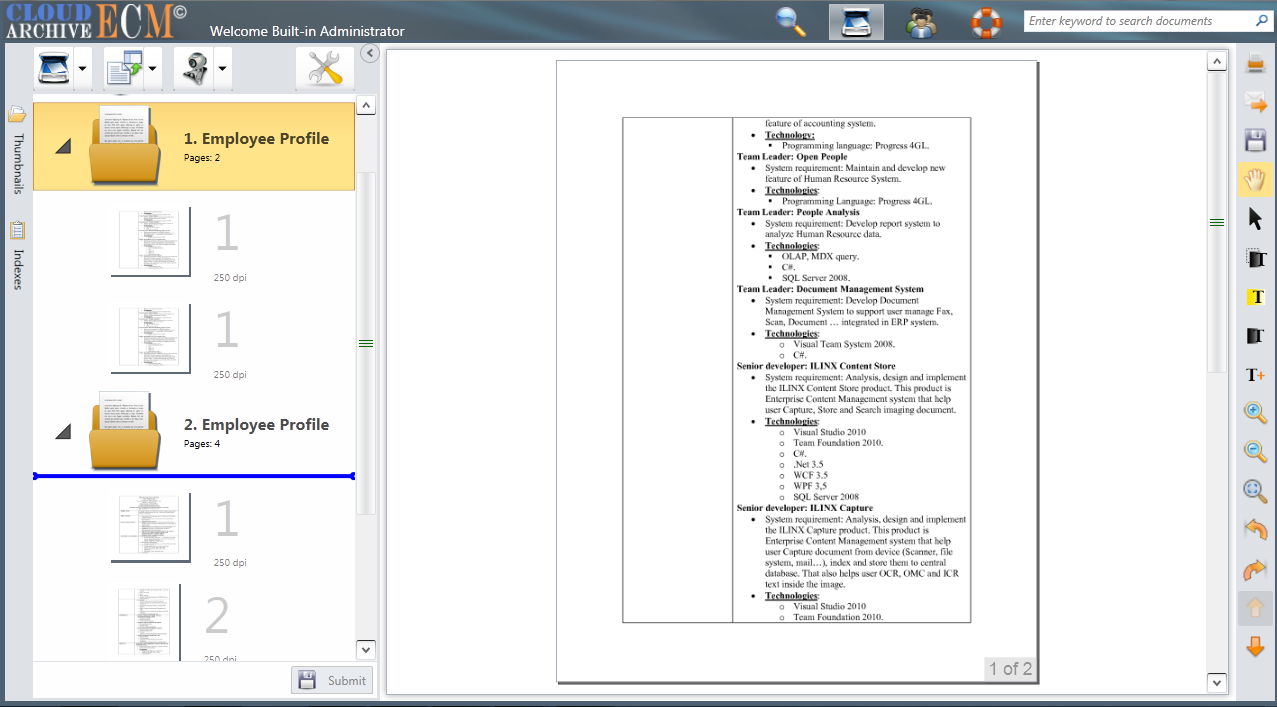 CLOUD
ARCHIVE
ECM©
Welcome Built-in Administrator
Enter keyword to search documents
Thumbnails
Indexes
1. Employee Profile
Pages: 2
1
250 dpi
1
250 dpi
2. Employee Profile
Pages: 4
1
250 dpi
2
250 dpi
Submit
feature of accounting system.
• Technology:
▪ Programming language: Progress 4GL.
Team Leader: Open People
• System requirement: Maintain and develop new
feature of Human Resource System.
• Technologies:
▪ Programming Language: Progress 4GL.
Team Leader: People Analysis
• System requirement: Develop report system to
analyze Human Resource data.
• Technologies:
▪ OLAP, MDX query.
▪ C#.
▪ SQL Server 2008.
Team Leader: Document Management System
• System requirement: Develop Document
Management System to support user manage Fax,
Scan, Document … integrated in ERP system.
• Technologies:
o Visual Team System 2008.
o C#.
Senior developer: ILINX Content Store
• System requirement: Analysis, design and implement
the ILINX Content Store product. This product is
Enterprise Content Management system that help
user Capture, Store and Search imaging document.
• Technologies:
o Visual Studio 2010
o Team Foundation 2010.
o C#.
o .Net 3.5
o WCF 3.5
o WPF 3,5
o SQL Server 2008
Senior developer: ILINX Capture
• System requirement: Analysis, design and implement
the ILINX Capture product. This product is
Enterprise Content Management system that help
user Capture document from device (Scanner, file
system, mail…), index and store them to central
database. That also helps user OCR, OMC and ICR
text inside the image.
• Technologies:
o Visual Studio 2010
o Team Foundation 2010.
1 of 2
T
T
T
T+